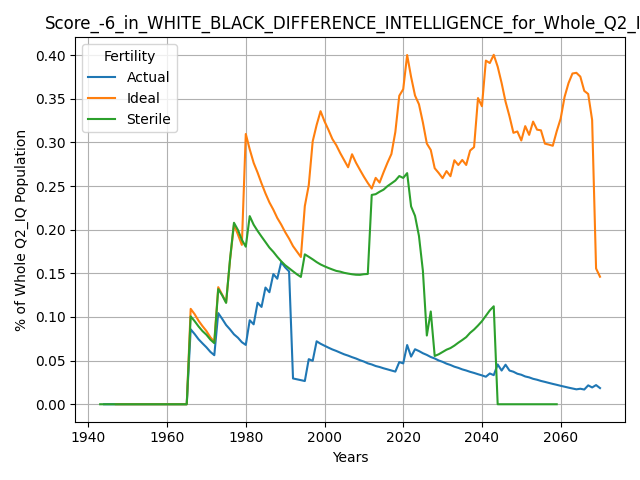 Score_-6_in_WHITE_BLACK_DIFFERENCE_INTELLIGENCE_for_Whole_Q2_I
Fertility
Actual
Ideal
Sterile
% of Whole Q2_IQ Population
0.40
0.35
0.30
0.25
0.20
0.15
0.10
0.05
0.00
1940 1960 1980 2000 2020 2040 2060
Years